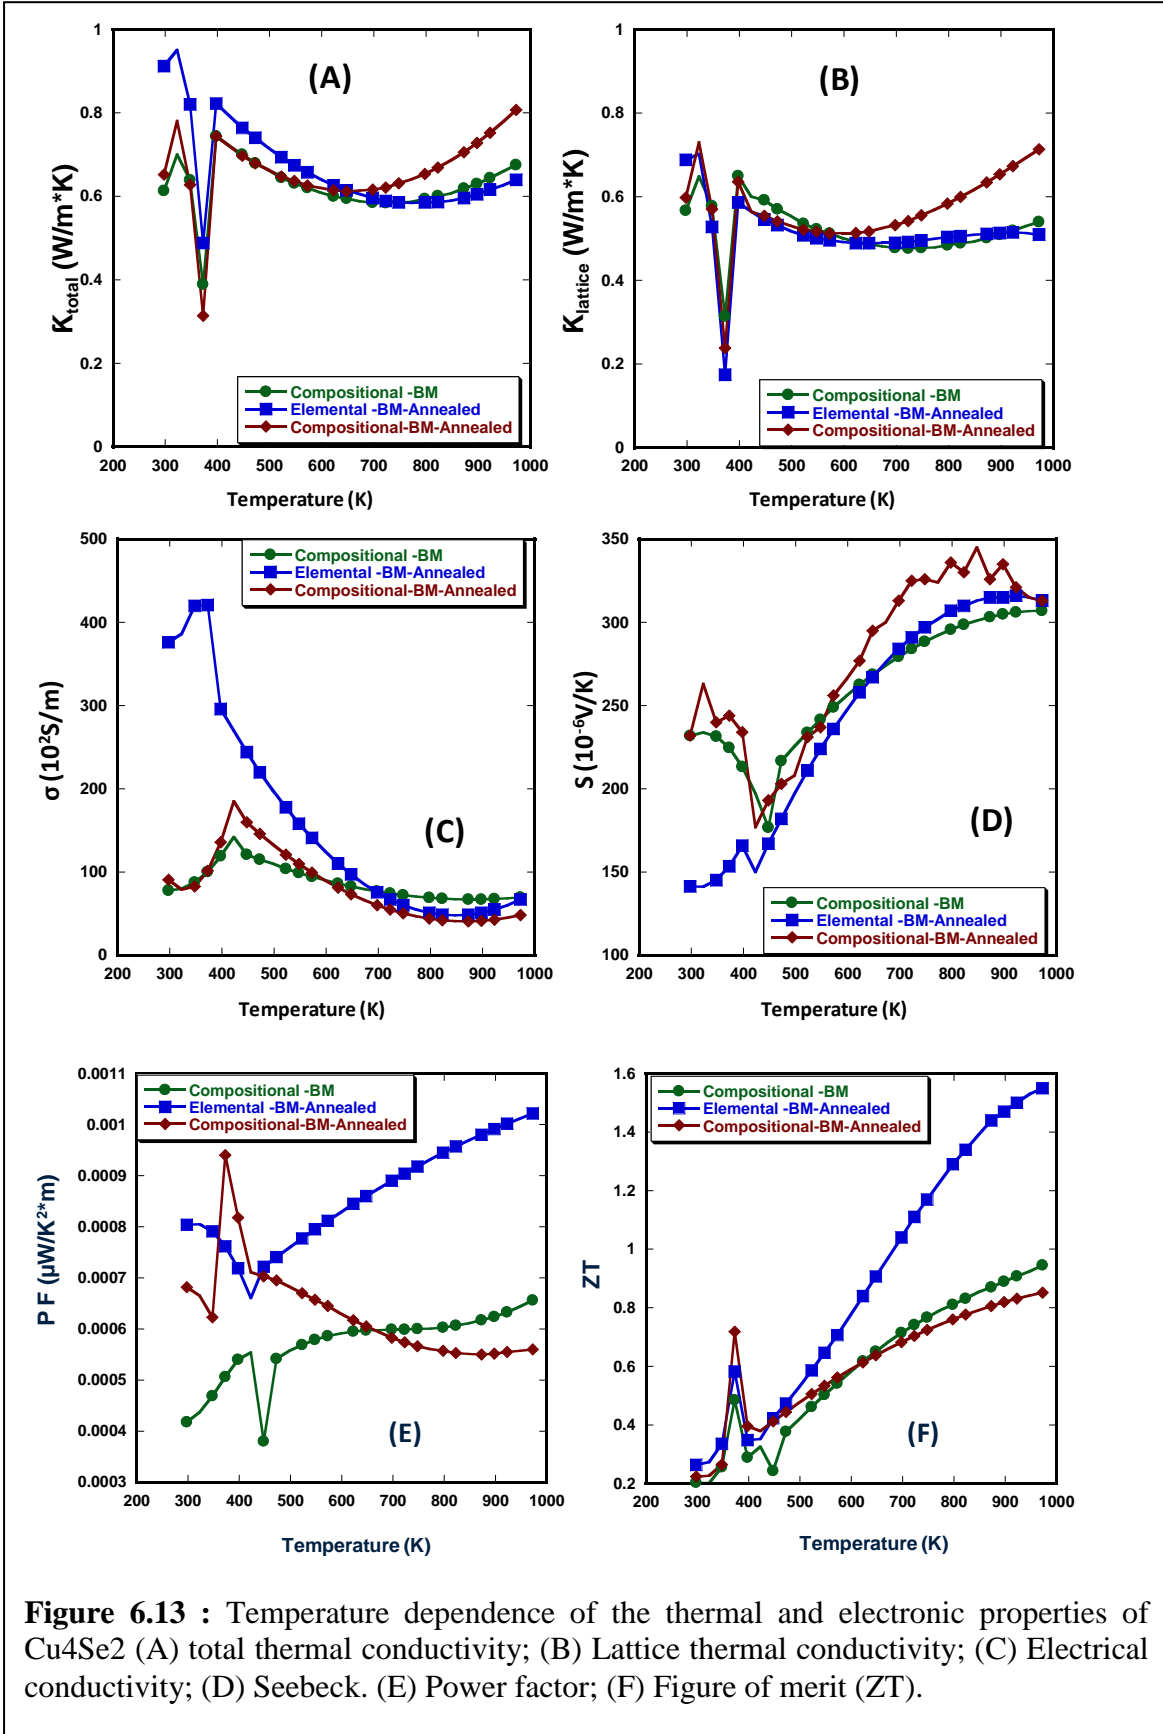 (A)
1
0.8
0.6
0.4
0.2
0
Ktotal (W/m*K)
Compositional -BM
Elemental -BM-Annealed
Compositional-BM-Annealed
200 300 400 500 600 700 800 900 1000
Temperature (K)
(B)
1
0.8
0.6
0.4
0.2
0
Klattice (W/m*K)
Compositional -BM
Elemental -BM-Annealed
Compositional-BM-Annealed
200 300 400 500 600 700 800 900 1000
Temperature (K)
500
400
300
200
100
0
σ (10²S/m)
Compositional -BM
Elemental -BM-Annealed
Compositional-BM-Annealed
(C)
200 300 400 500 600 700 800 900 1000
Temperature (K)
350
300
250
200
150
100
S (10⁻⁶V/K)
(D)
Compositional -BM
Elemental -BM-Annealed
Compositional-BM-Annealed
200 300 400 500 600 700 800 900 1000
Temperature (K)
0.0011
0.001
0.0009
0.0008
0.0007
0.0006
0.0005
0.0004
0.0003
P F (µW/K²*m)
Compositional -BM
Elemental -BM-Annealed
Compositional-BM-Annealed
(E)
200 300 400 500 600 700 800 900 1000
Temperature (K)
1.6
1.4
1.2
1
0.8
0.6
0.4
0.2
ZT
Compositional -BM
Elemental -BM-Annealed
Compositional-BM-Annealed
(F)
200 300 400 500 600 700 800 900 1000
Temperature (K)
Figure 6.13 : Temperature dependence of the thermal and electronic properties of
Cu4Se2 (A) total thermal conductivity; (B) Lattice thermal conductivity; (C) Electrical
conductivity; (D) Seebeck. (E) Power factor; (F) Figure of merit (ZT).